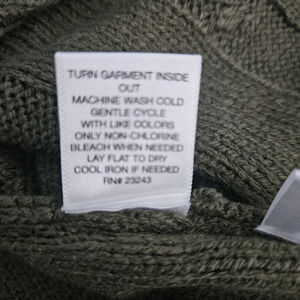 TURN GARMENT INSIDE
OUT
MACHINE WASH COLD
GENTLE CYCLE
WITH LIKE COLORS
ONLY NON-CHLORINE
BLEACH WHEN NEEDED
LAY FLAT TO DRY
COOL IRON IF NEEDED
RN# 23243